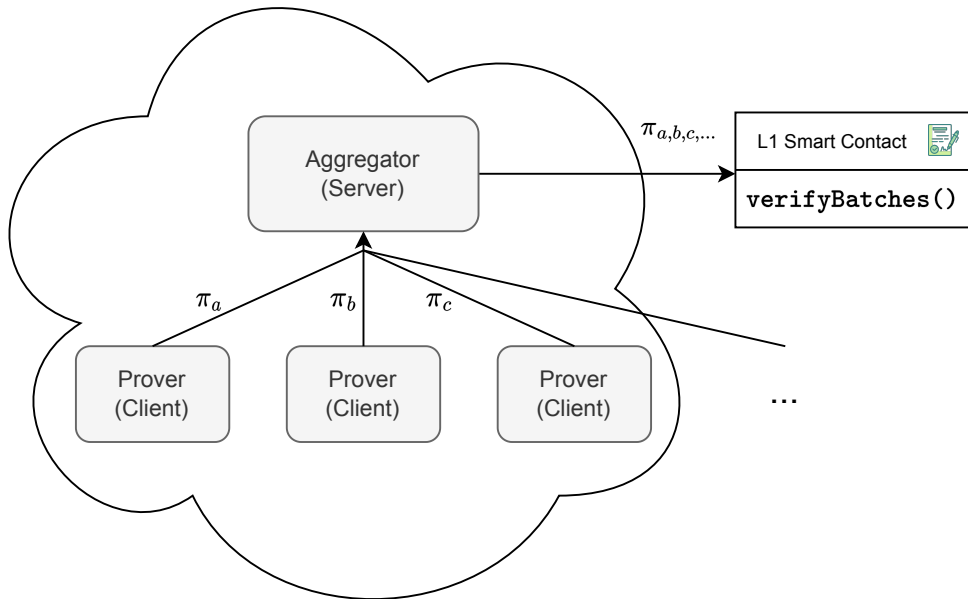 Aggregator
(Server)
π_{a,b,c,...}
L1 Smart Contact
verifyBatches()
π_a
π_b
π_c
Prover
(Client)
Prover
(Client)
Prover
(Client)
...